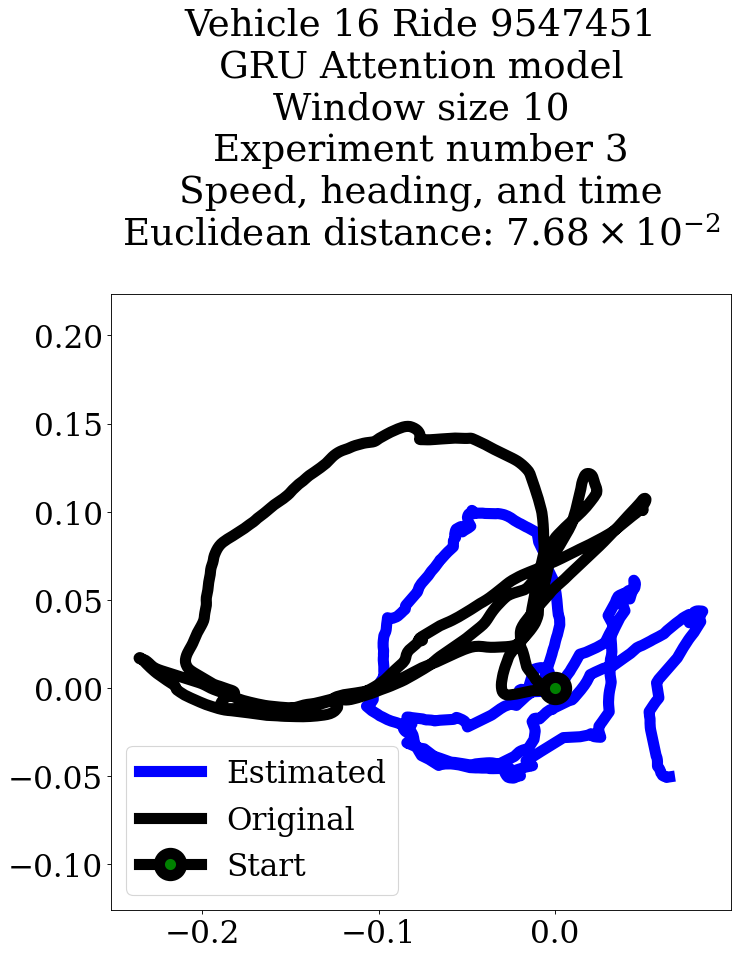 Vehicle 16 Ride 9547451
GRU Attention model
Window size 10
Experiment number 3
Speed, heading, and time
Euclidean distance: 7.68 × 10⁻²
0.20
0.15
0.10
0.05
0.00
−0.05
−0.10
Estimated
Original
Start
−0.2 −0.1 0.0